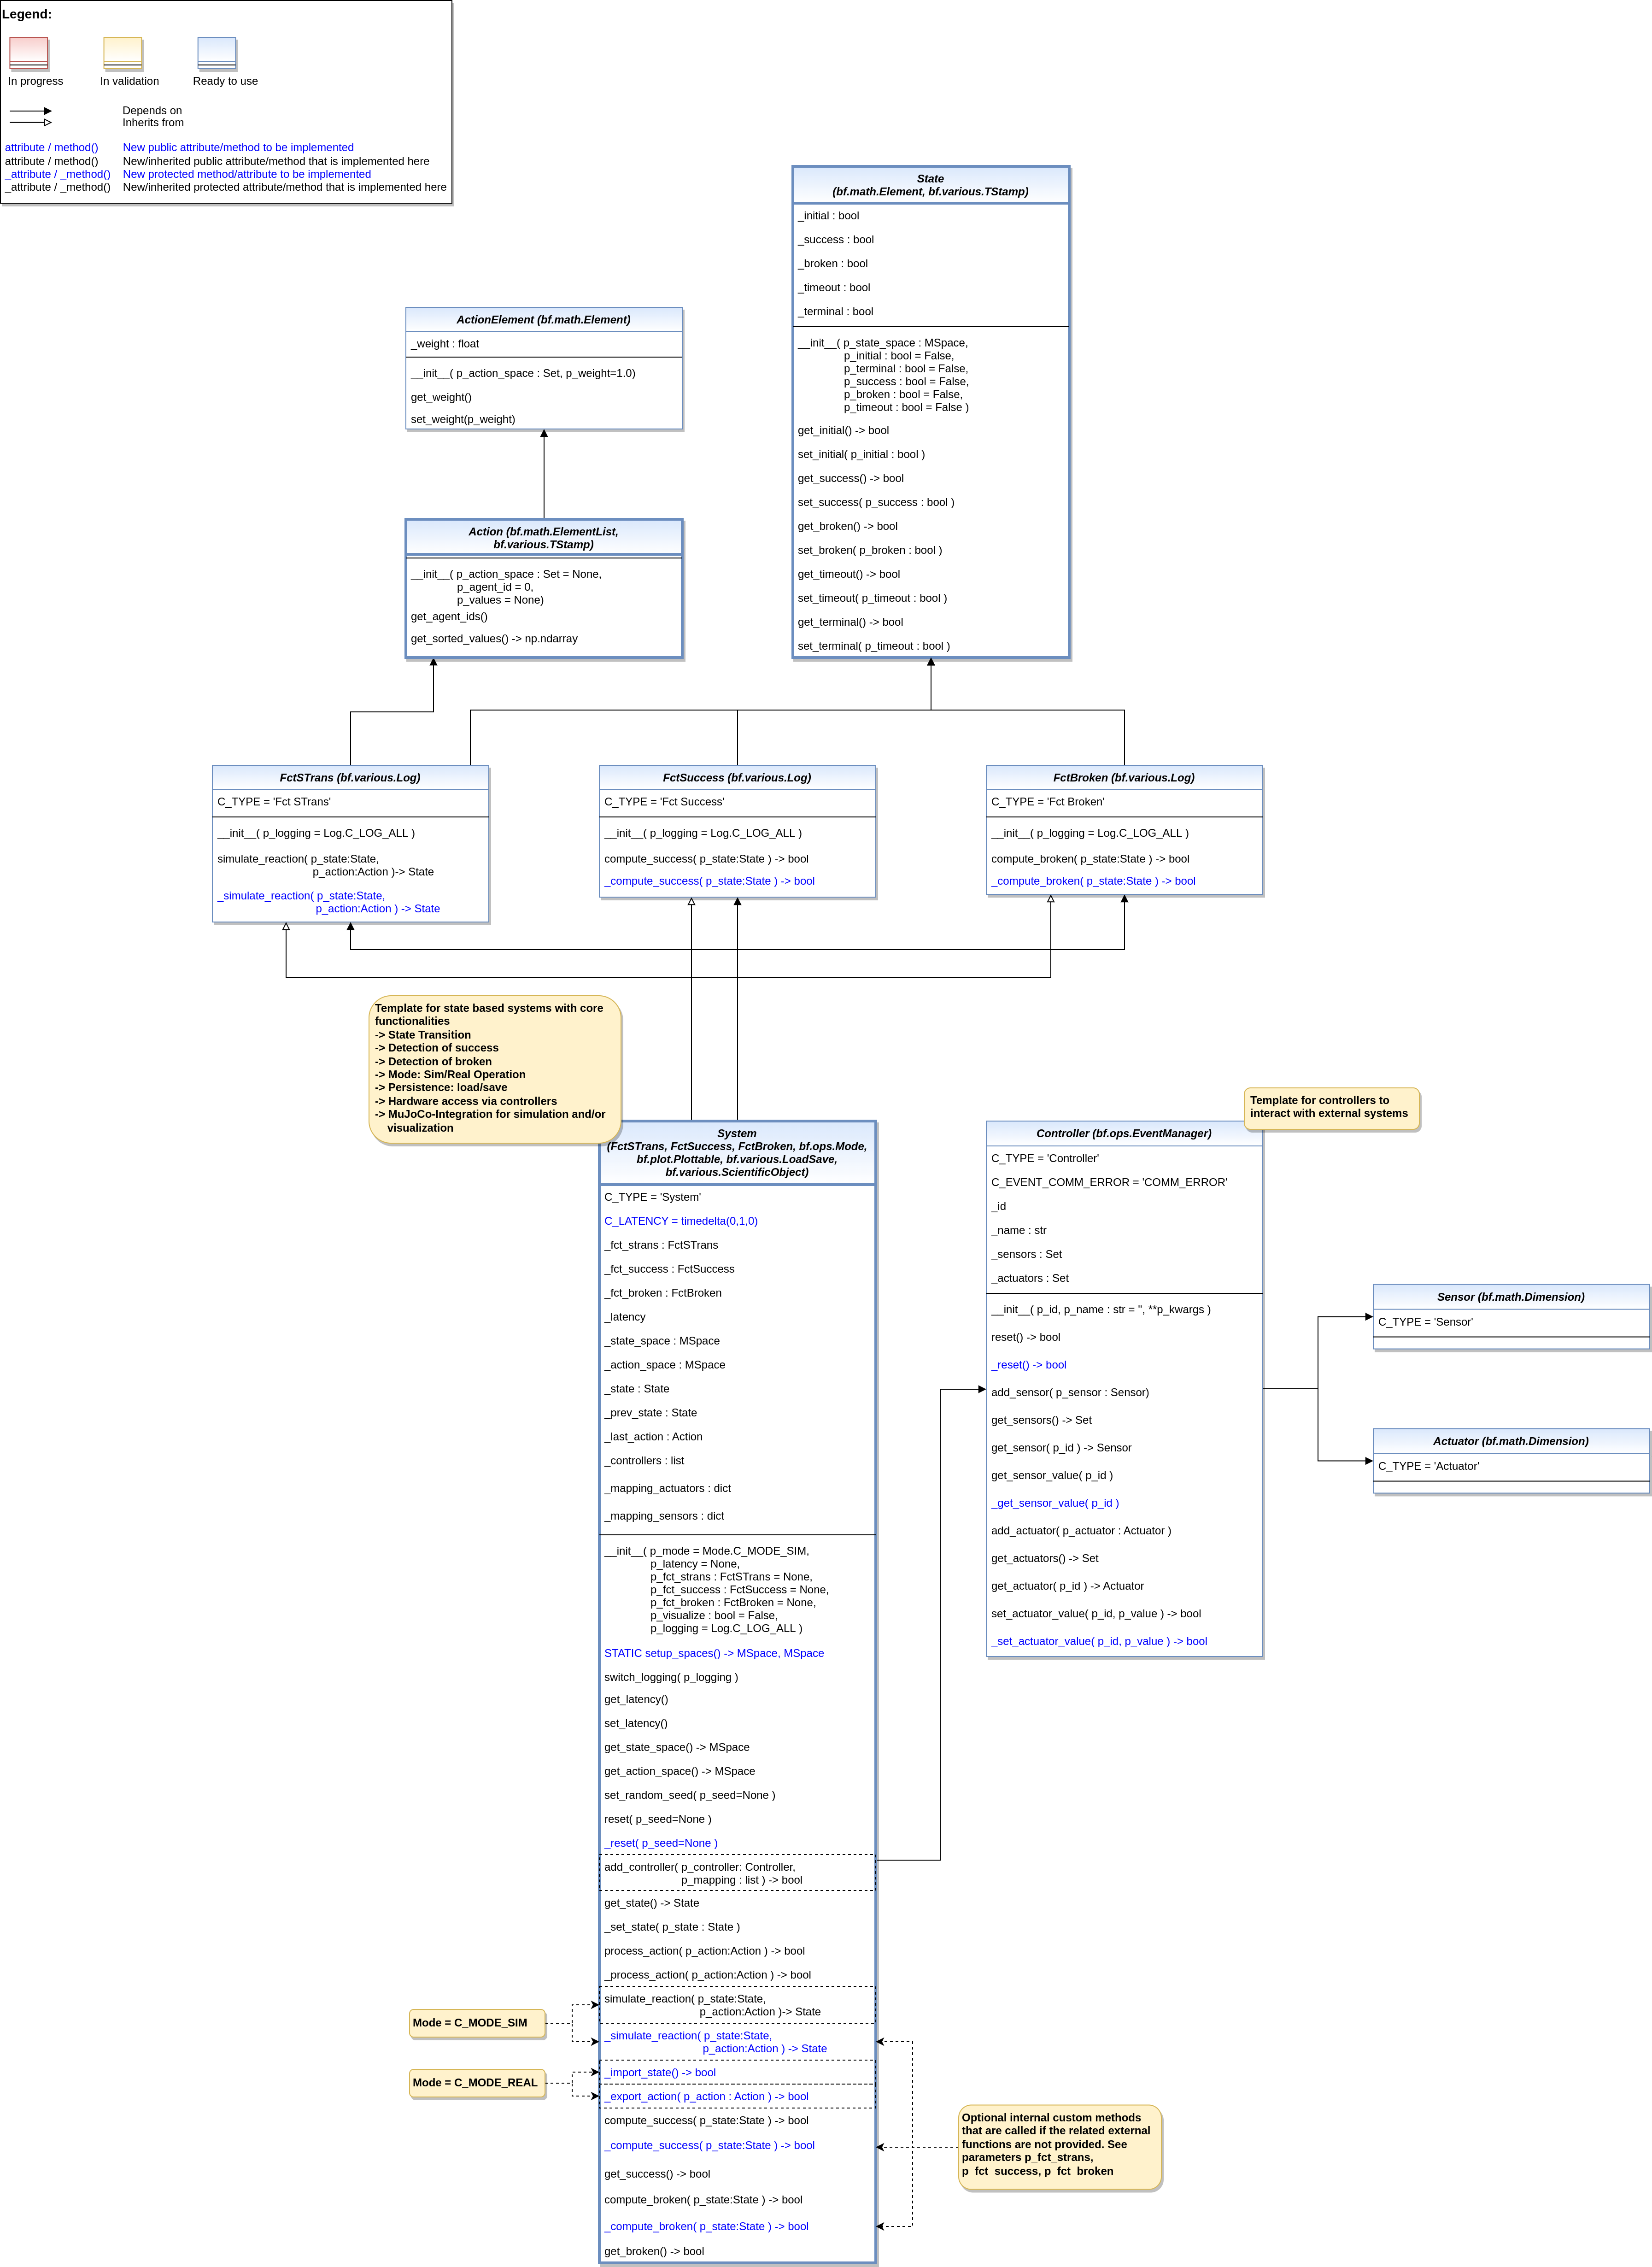 Legend:
In progress
In validation
Ready to use
Depends on
Inherits from
attribute / method() New public attribute/method to be implemented
attribute / method() New/inherited public attribute/method that is implemented here
_attribute / _method() New protected method/attribute to be implemented
_attribute / _method() New/inherited protected attribute/method that is implemented here
State
(bf.math.Element, bf.various.TStamp)
_initial : bool
_success : bool
_broken : bool
_timeout : bool
_terminal : bool
__init__( p_state_space : MSpace,
p_initial : bool = False,
p_terminal : bool = False,
p_success : bool = False,
p_broken : bool = False,
p_timeout : bool = False )
get_initial() -> bool
set_initial( p_initial : bool )
get_success() -> bool
set_success( p_success : bool )
get_broken() -> bool
set_broken( p_broken : bool )
get_timeout() -> bool
set_timeout( p_timeout : bool )
get_terminal() -> bool
set_terminal( p_timeout : bool )
ActionElement (bf.math.Element)
_weight : float
__init__( p_action_space : Set, p_weight=1.0)
get_weight()
set_weight(p_weight)
Action (bf.math.ElementList,
bf.various.TStamp)
__init__( p_action_space : Set = None,
p_agent_id = 0,
p_values = None)
get_agent_ids()
get_sorted_values() -> np.ndarray
FctSTrans (bf.various.Log)
C_TYPE = 'Fct STrans'
__init__( p_logging = Log.C_LOG_ALL )
simulate_reaction( p_state:State,
p_action:Action )-> State
_simulate_reaction( p_state:State,
p_action:Action ) -> State
FctSuccess (bf.various.Log)
C_TYPE = 'Fct Success'
__init__( p_logging = Log.C_LOG_ALL )
compute_success( p_state:State ) -> bool
_compute_success( p_state:State ) -> bool
FctBroken (bf.various.Log)
C_TYPE = 'Fct Broken'
__init__( p_logging = Log.C_LOG_ALL )
compute_broken( p_state:State ) -> bool
_compute_broken( p_state:State ) -> bool
Template for state based systems with core
functionalities
-> State Transition
-> Detection of success
-> Detection of broken
-> Mode: Sim/Real Operation
-> Persistence: load/save
-> Hardware access via controllers
-> MuJoCo-Integration for simulation and/or
visualization
System
(FctSTrans, FctSuccess, FctBroken, bf.ops.Mode,
bf.plot.Plottable, bf.various.LoadSave,
bf.various.ScientificObject)
C_TYPE = 'System'
C_LATENCY = timedelta(0,1,0)
_fct_strans : FctSTrans
_fct_success : FctSuccess
_fct_broken : FctBroken
_latency
_state_space : MSpace
_action_space : MSpace
_state : State
_prev_state : State
_last_action : Action
_controllers : list
_mapping_actuators : dict
_mapping_sensors : dict
__init__( p_mode = Mode.C_MODE_SIM,
p_latency = None,
p_fct_strans : FctSTrans = None,
p_fct_success : FctSuccess = None,
p_fct_broken : FctBroken = None,
p_visualize : bool = False,
p_logging = Log.C_LOG_ALL )
STATIC setup_spaces() -> MSpace, MSpace
switch_logging( p_logging )
get_latency()
set_latency()
get_state_space() -> MSpace
get_action_space() -> MSpace
set_random_seed( p_seed=None )
reset( p_seed=None )
_reset( p_seed=None )
add_controller( p_controller: Controller,
p_mapping : list ) -> bool
get_state() -> State
_set_state( p_state : State )
process_action( p_action:Action ) -> bool
_process_action( p_action:Action ) -> bool
simulate_reaction( p_state:State,
p_action:Action )-> State
_simulate_reaction( p_state:State,
p_action:Action ) -> State
_import_state() -> bool
_export_action( p_action : Action ) -> bool
compute_success( p_state:State ) -> bool
_compute_success( p_state:State ) -> bool
get_success() -> bool
compute_broken( p_state:State ) -> bool
_compute_broken( p_state:State ) -> bool
get_broken() -> bool
Mode = C_MODE_SIM
Mode = C_MODE_REAL
Optional internal custom methods
that are called if the related external
functions are not provided. See
parameters p_fct_strans,
p_fct_success, p_fct_broken
Template for controllers to
interact with external systems
Controller (bf.ops.EventManager)
C_TYPE = 'Controller'
C_EVENT_COMM_ERROR = 'COMM_ERROR'
_id
_name : str
_sensors : Set
_actuators : Set
__init__( p_id, p_name : str = '', **p_kwargs )
reset() -> bool
_reset() -> bool
add_sensor( p_sensor : Sensor)
get_sensors() -> Set
get_sensor( p_id ) -> Sensor
get_sensor_value( p_id )
_get_sensor_value( p_id )
add_actuator( p_actuator : Actuator )
get_actuators() -> Set
get_actuator( p_id ) -> Actuator
set_actuator_value( p_id, p_value ) -> bool
_set_actuator_value( p_id, p_value ) -> bool
Sensor (bf.math.Dimension)
C_TYPE = 'Sensor'
Actuator (bf.math.Dimension)
C_TYPE = 'Actuator'